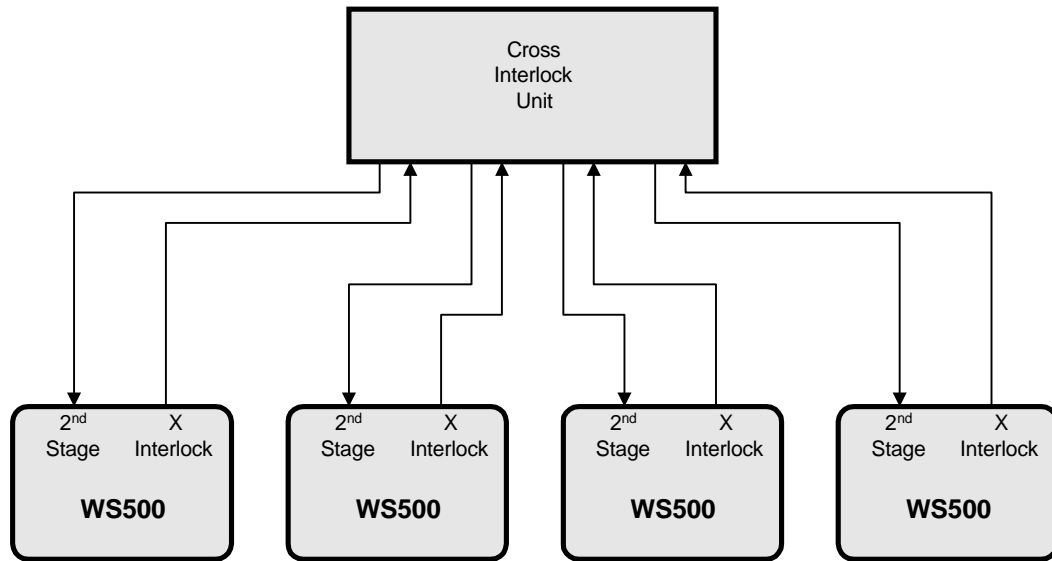 Cross
Interlock
Unit
2nd X
Stage Interlock
WS500
2nd X
Stage Interlock
WS500
2nd X
Stage Interlock
WS500
2nd X
Stage Interlock
WS500